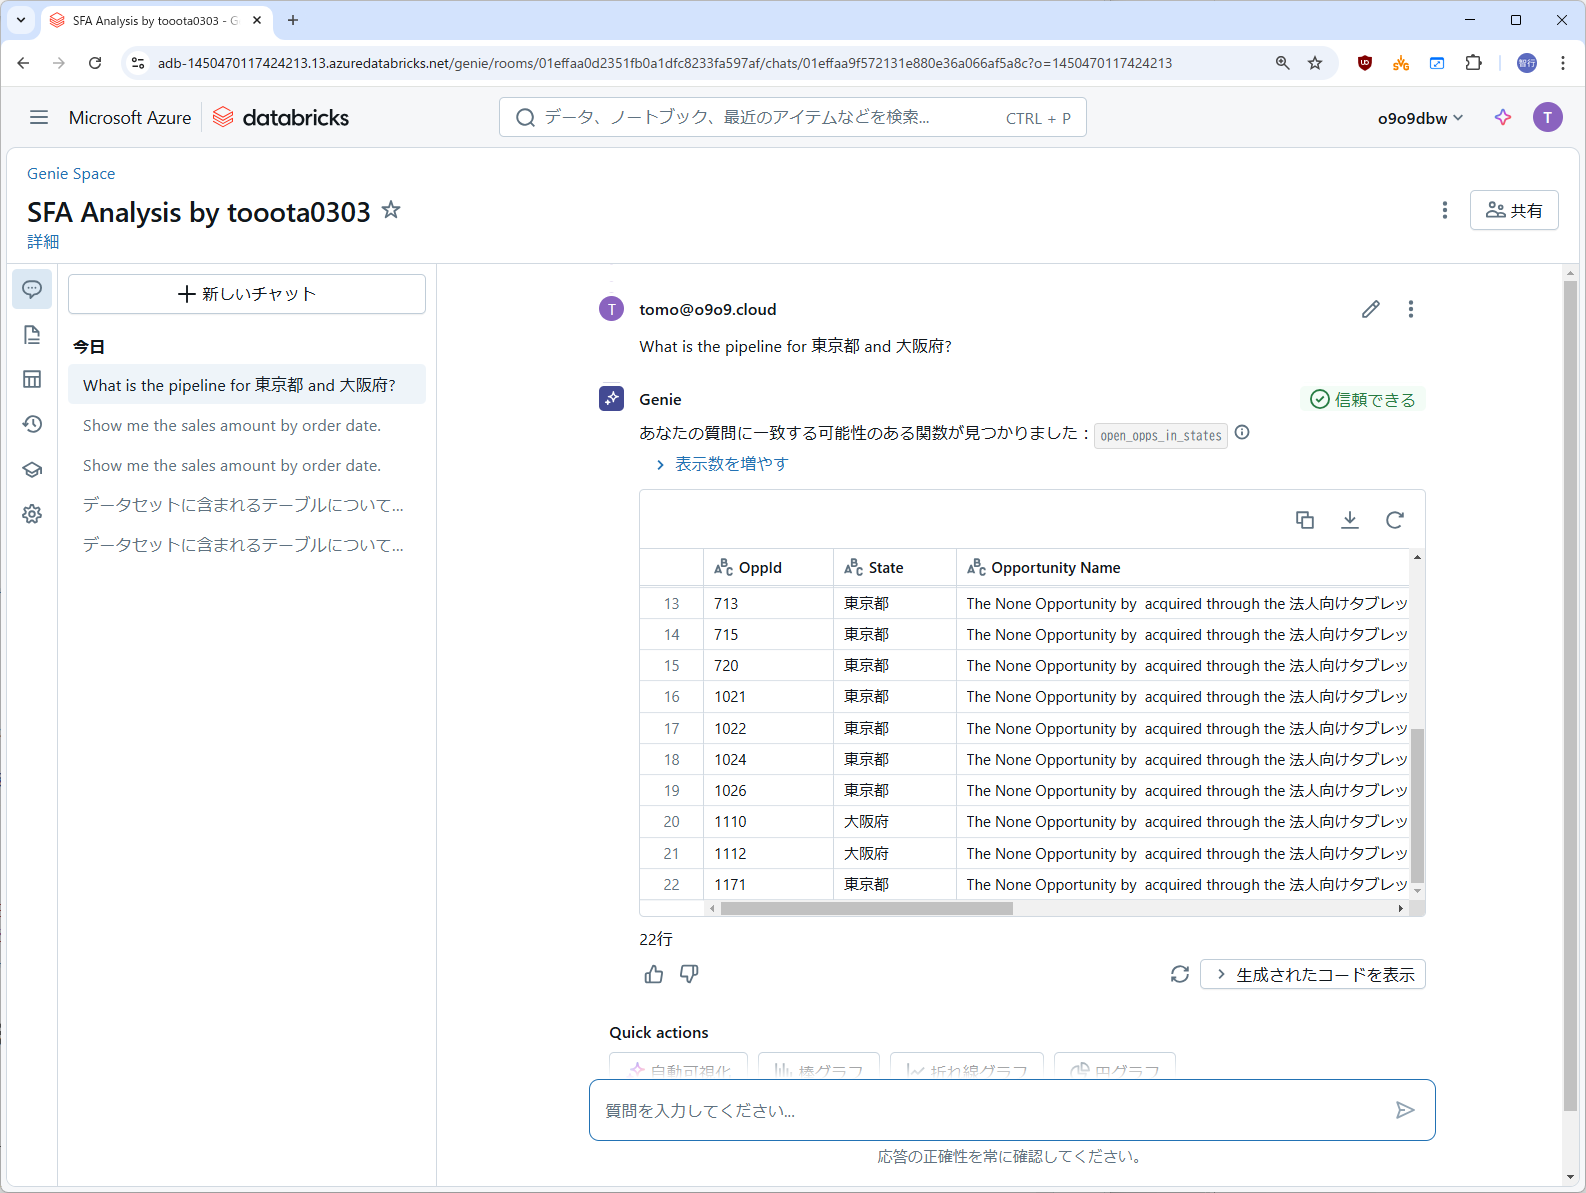 SFA Analysis by tooota0303 - G
adb-1450470117424213.13.azuredatabricks.net/genie/rooms/01effaa0d2351fb0a1dfc8233fa597af/chats/01effaa9f572131e880e36a066af5a8c?o=1450470117424213
智行
Microsoft Azure databricks
データ、ノートブック、最近のアイテムなどを検索... CTRL + P
o9o9dbw
T
Genie Space
SFA Analysis by tooota0303
詳細
共有
新しいチャット
今日
What is the pipeline for 東京都 and 大阪府?
Show me the sales amount by order date.
Show me the sales amount by order date.
データセットに含まれるテーブルについて...
データセットに含まれるテーブルについて...
T tomo@o9o9.cloud
What is the pipeline for 東京都 and 大阪府?
Genie 信頼できる
あなたの質問に一致する可能性のある関数が見つかりました： open_opps_in_states
表示数を増やす
OppId State Opportunity Name
13 713 東京都 The None Opportunity by acquired through the 法人向けタブレッ
14 715 東京都 The None Opportunity by acquired through the 法人向けタブレッ
15 720 東京都 The None Opportunity by acquired through the 法人向けタブレッ
16 1021 東京都 The None Opportunity by acquired through the 法人向けタブレッ
17 1022 東京都 The None Opportunity by acquired through the 法人向けタブレッ
18 1024 東京都 The None Opportunity by acquired through the 法人向けタブレッ
19 1026 東京都 The None Opportunity by acquired through the 法人向けタブレッ
20 1110 大阪府 The None Opportunity by acquired through the 法人向けタブレッ
21 1112 大阪府 The None Opportunity by acquired through the 法人向けタブレッ
22 1171 東京都 The None Opportunity by acquired through the 法人向けタブレッ
22行
生成されたコードを表示
Quick actions
自動可視化 棒グラフ 折れ線グラフ 円グラフ
質問を入力してください...
応答の正確性を常に確認してください。